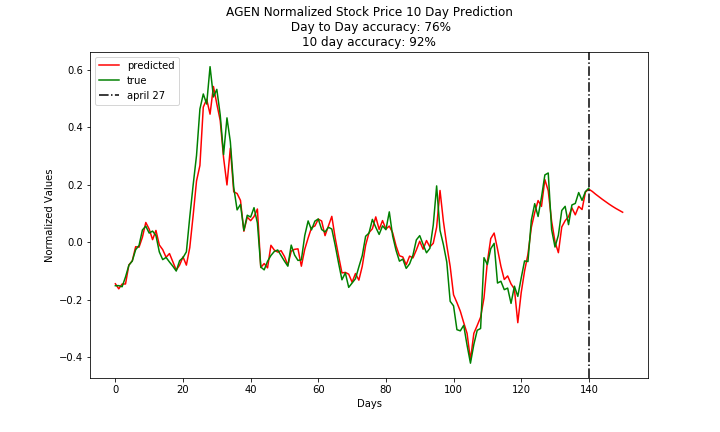 AGEN Normalized Stock Price 10 Day Prediction
Day to Day accuracy: 76%
10 day accuracy: 92%
predicted
true
april 27
Normalized Values
0.6
0.4
0.2
0.0
−0.2
−0.4
0 20 40 60 80 100 120 140
Days